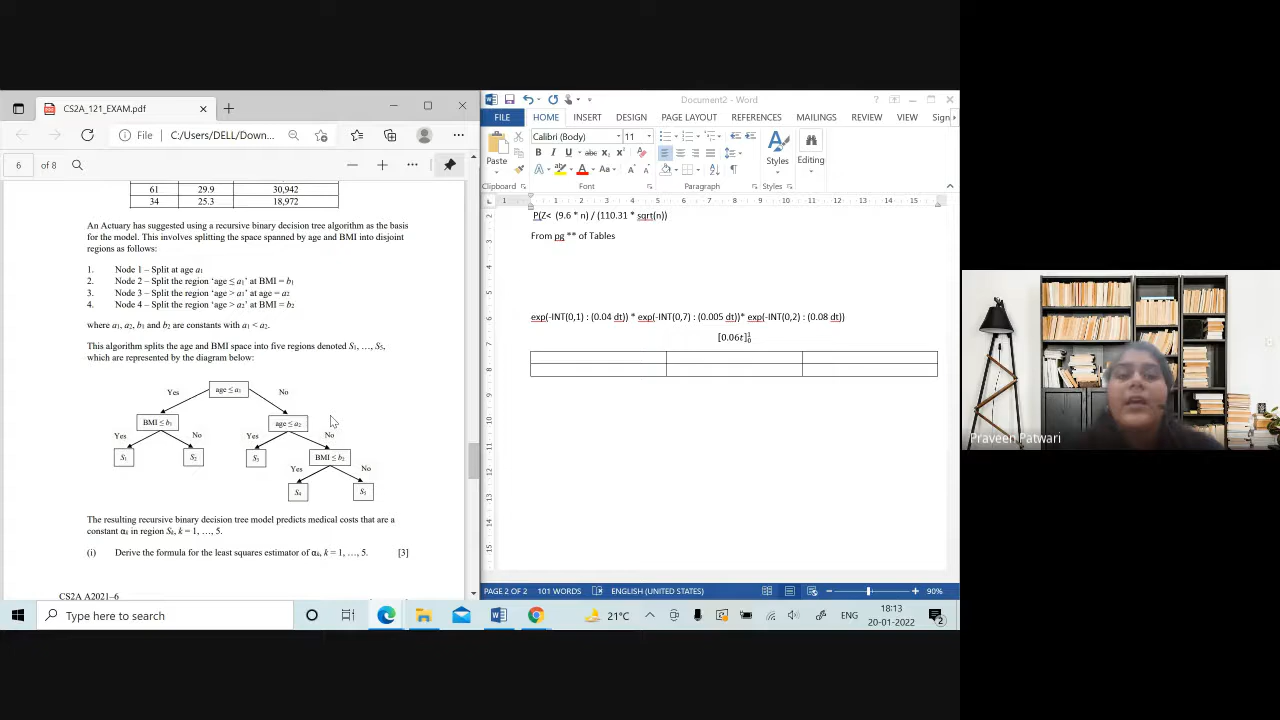 CS2A_121_EXAM.pdf
File
C:/Users/DELL/Down...
6
of 8
61 29.9 30,942
34 25.3 18,972
An Actuary has suggested using a recursive binary decision tree algorithm as the basis
for the model. This involves splitting the space spanned by age and BMI into disjoint
regions as follows:
1. Node 1 – Split at age a1
2. Node 2 – Split the region ‘age ≤ a1’ at BMI = b1
3. Node 3 – Split the region ‘age > a1’ at age = a2
4. Node 4 – Split the region ‘age > a2’ at BMI = b2
where a1, a2, b1 and b2 are constants with a1 < a2.
This algorithm splits the age and BMI space into five regions denoted S1, …, S5,
which are represented by the diagram below:
Yes age ≤ a1 No
BMI ≤ b1 age ≤ a2
Yes No Yes No
S1 S2 S3 BMI ≤ b2
Yes No
S4 S5
The resulting recursive binary decision tree model predicts medical costs that are a
constant αk in region Sk, k = 1, …, 5.
(i) Derive the formula for the least squares estimator of αk, k = 1, …, 5. [3]
CS2A A2021–6
Document2 - Word
FILE HOME INSERT DESIGN PAGE LAYOUT REFERENCES MAILINGS REVIEW VIEW Sign
Paste
Calibri (Body) 11
Styles
Editing
Clipboard Font Paragraph Styles
P(Z< (9.6 * n) / (110.31 * sqrt(n))
From pg ** of Tables
exp(-INT(0,1) : (0.04 dt)) * exp(-INT(0,7) : (0.005 dt))* exp(-INT(0,2) : (0.08 dt))
[0.06t]10
PAGE 2 OF 2 101 WORDS ENGLISH (UNITED STATES) 90%
Type here to search
21°C
ENG
18:13
20-01-2022
2
Praveen Patwari